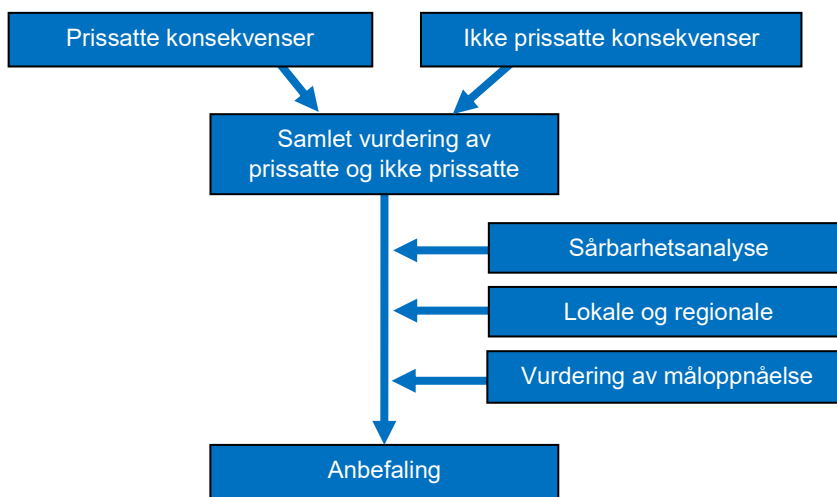 Prissatte konsekvenser
Ikke prissatte konsekvenser
Samlet vurdering av
prissatte og ikke prissatte
Sårbarhetsanalyse
Lokale og regionale
Vurdering av måloppnåelse
Anbefaling